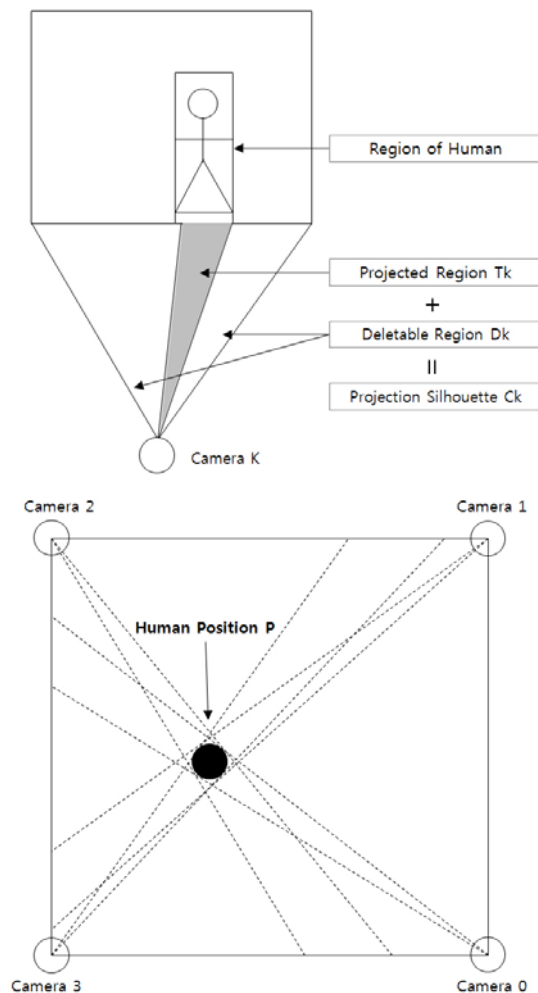 Region of Human
Projected Region Tk
+
Deletable Region Dk
=
Projection Silhouette Ck
Camera K
Camera 2
Camera 1
Human Position P
Camera 3
Camera 0